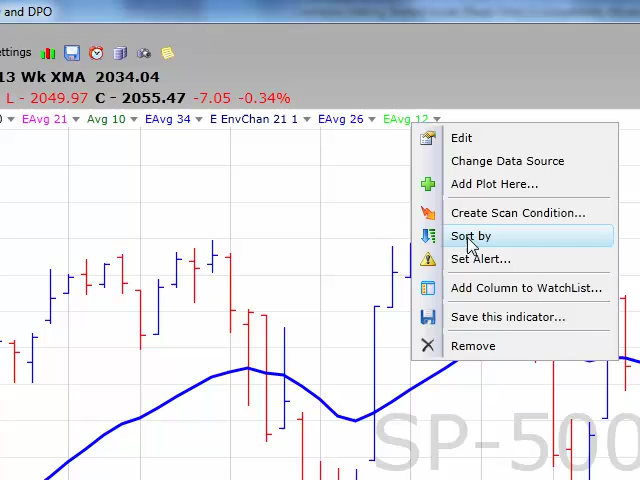 and DPO
ettings
13 Wk XMA 2034.04
L - 2049.97 C - 2055.47 -7.05 -0.34%
0 EAvg 21 Avg 10 EAvg 34 E EnvChan 21 1 EAvg 26 EAvg 12
Edit
Change Data Source
Add Plot Here...
Create Scan Condition...
Sort by
Set Alert...
Add Column to WatchList...
Save this indicator...
Remove
SP-500